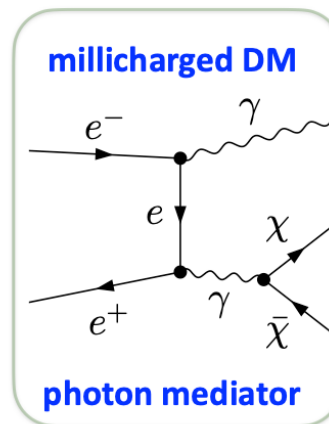 millicharged DM
e⁻
γ
e
χ
γ
e⁺
χ̄
photon mediator